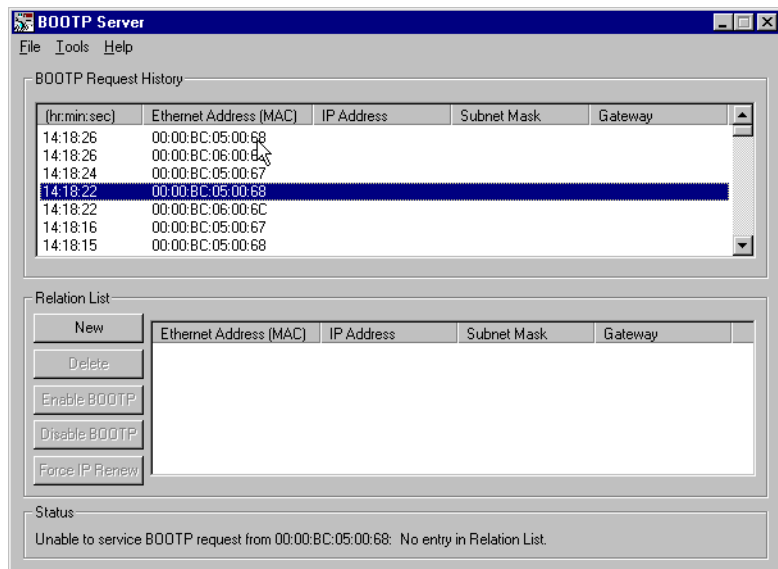 BOOTP Server
File Tools Help
BOOTP Request History
(hr:min:sec) Ethernet Address (MAC) IP Address Subnet Mask Gateway
14:18:26 00:00:BC:05:00:68
14:18:26 00:00:BC:06:00:
14:18:24 00:00:BC:05:00:67
14:18:22 00:00:BC:05:00:68
14:18:22 00:00:BC:06:00:6C
14:18:16 00:00:BC:05:00:67
14:18:15 00:00:BC:05:00:68
Relation List
New
Ethernet Address (MAC) IP Address Subnet Mask Gateway
Delete
Enable BOOTP
Disable BOOTP
Force IP Renew
Status
Unable to service BOOTP request from 00:00:BC:05:00:68: No entry in Relation List.